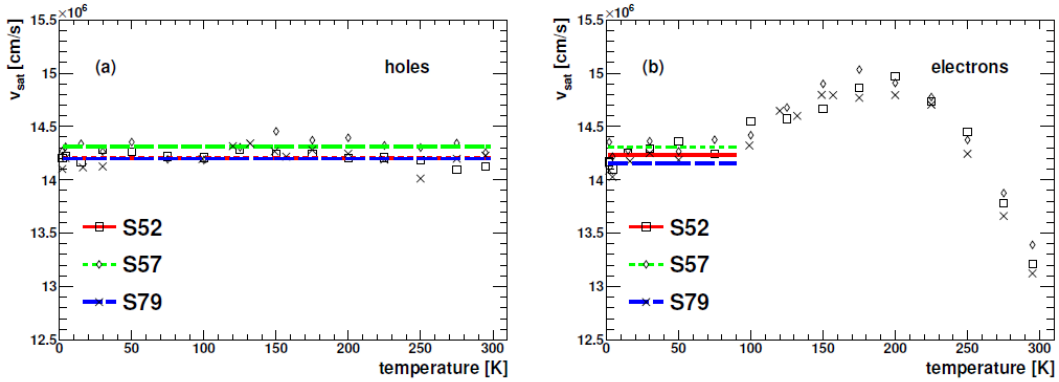 ×10⁶
15.5
15
14.5
14
13.5
13
12.5
v_sat [cm/s]
(a)
holes
S52
S57
S79
0
50
100
150
200
250
300
temperature [K]
×10⁶
15.5
15
14.5
14
13.5
13
12.5
v_sat [cm/s]
(b)
electrons
S52
S57
S79
0
50
100
150
200
250
300
temperature [K]